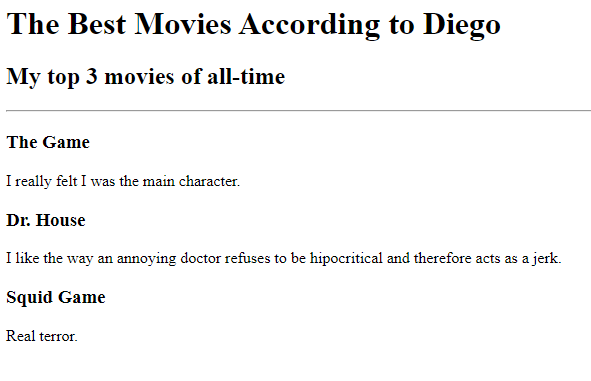 The Best Movies According to Diego
My top 3 movies of all-time
The Game
I really felt I was the main character.
Dr. House
I like the way an annoying doctor refuses to be hipocritical and therefore acts as a jerk.
Squid Game
Real terror.